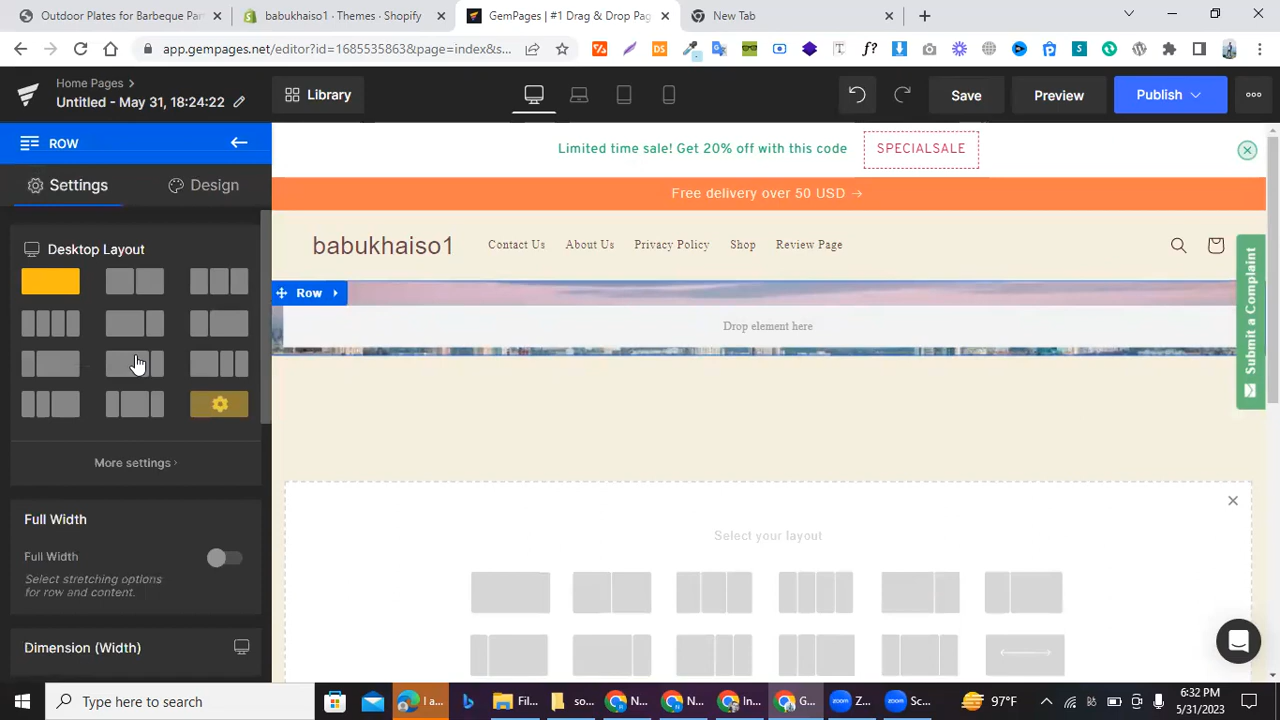 Outdoor Plates for Barbeque Pa
babukhaiso1 · Themes · Shopify
GemPages | #1 Drag & Drop Pag
New Tab
app.gempages.net/editor?id=1685535863&page=index&s...
Home Pages
Untitled - May 31, 18:24:22
Library
Save
Preview
Publish
ROW
Settings
Design
Desktop Layout
More settings
Full Width
Full Width
Select stretching options
for row and content.
Dimension (Width)
Limited time sale! Get 20% off with this code
SPECIALSALE
Free delivery over 50 USD →
babukhaiso1
Contact Us
About Us
Privacy Policy
Shop
Review Page
Row
Drop element here
Submit a Complaint
Select your layout
Type here to search
I a...
Fil...
so...
N...
N...
In...
G...
Z...
Sc...
97°F
6:32 PM
5/31/2023